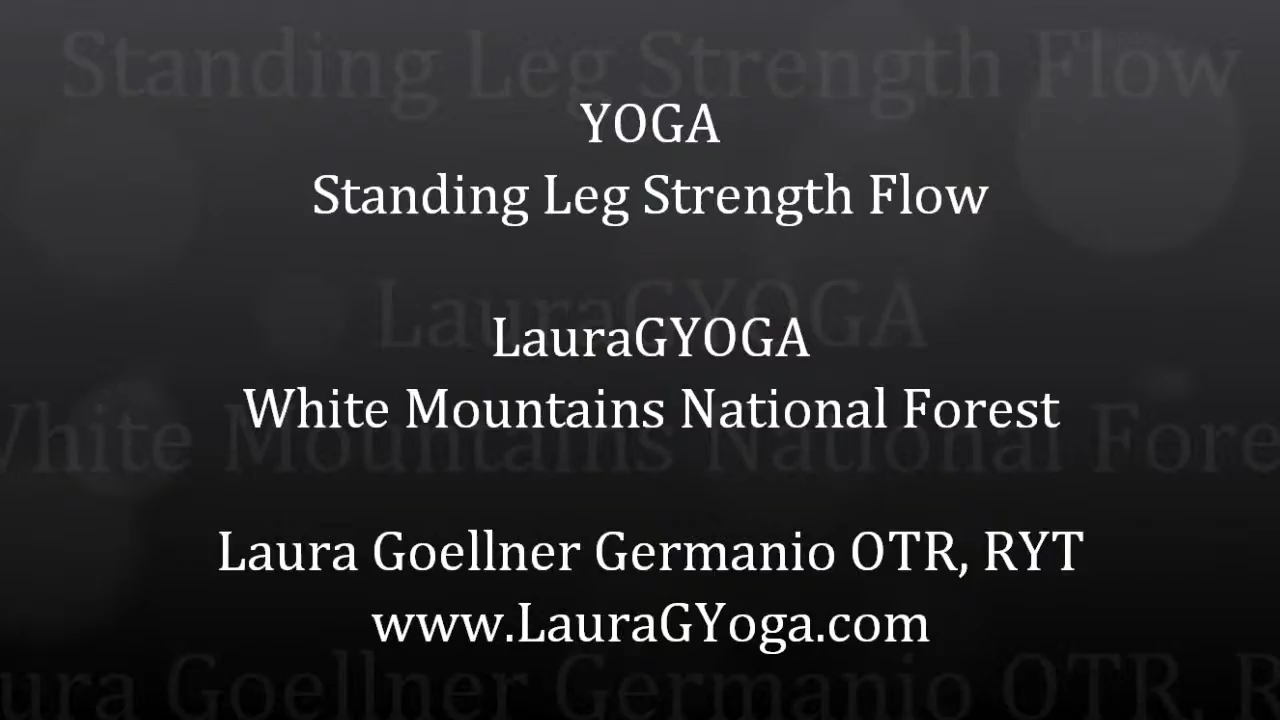 YOGA
Standing Leg Strength Flow
LauraGYOGA
White Mountains National Forest
Laura Goellner Germanio OTR, RYT
www.LauraGYoga.com